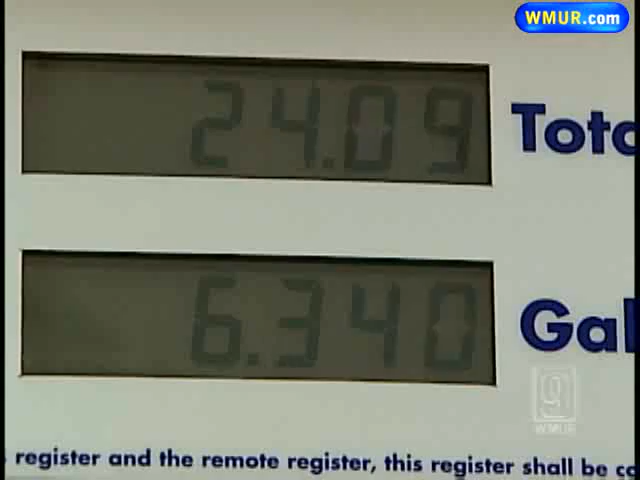 WMUR.com
24.09
Tota
6.340
Gal
9
WMUR
register and the remote register, this register shall be co